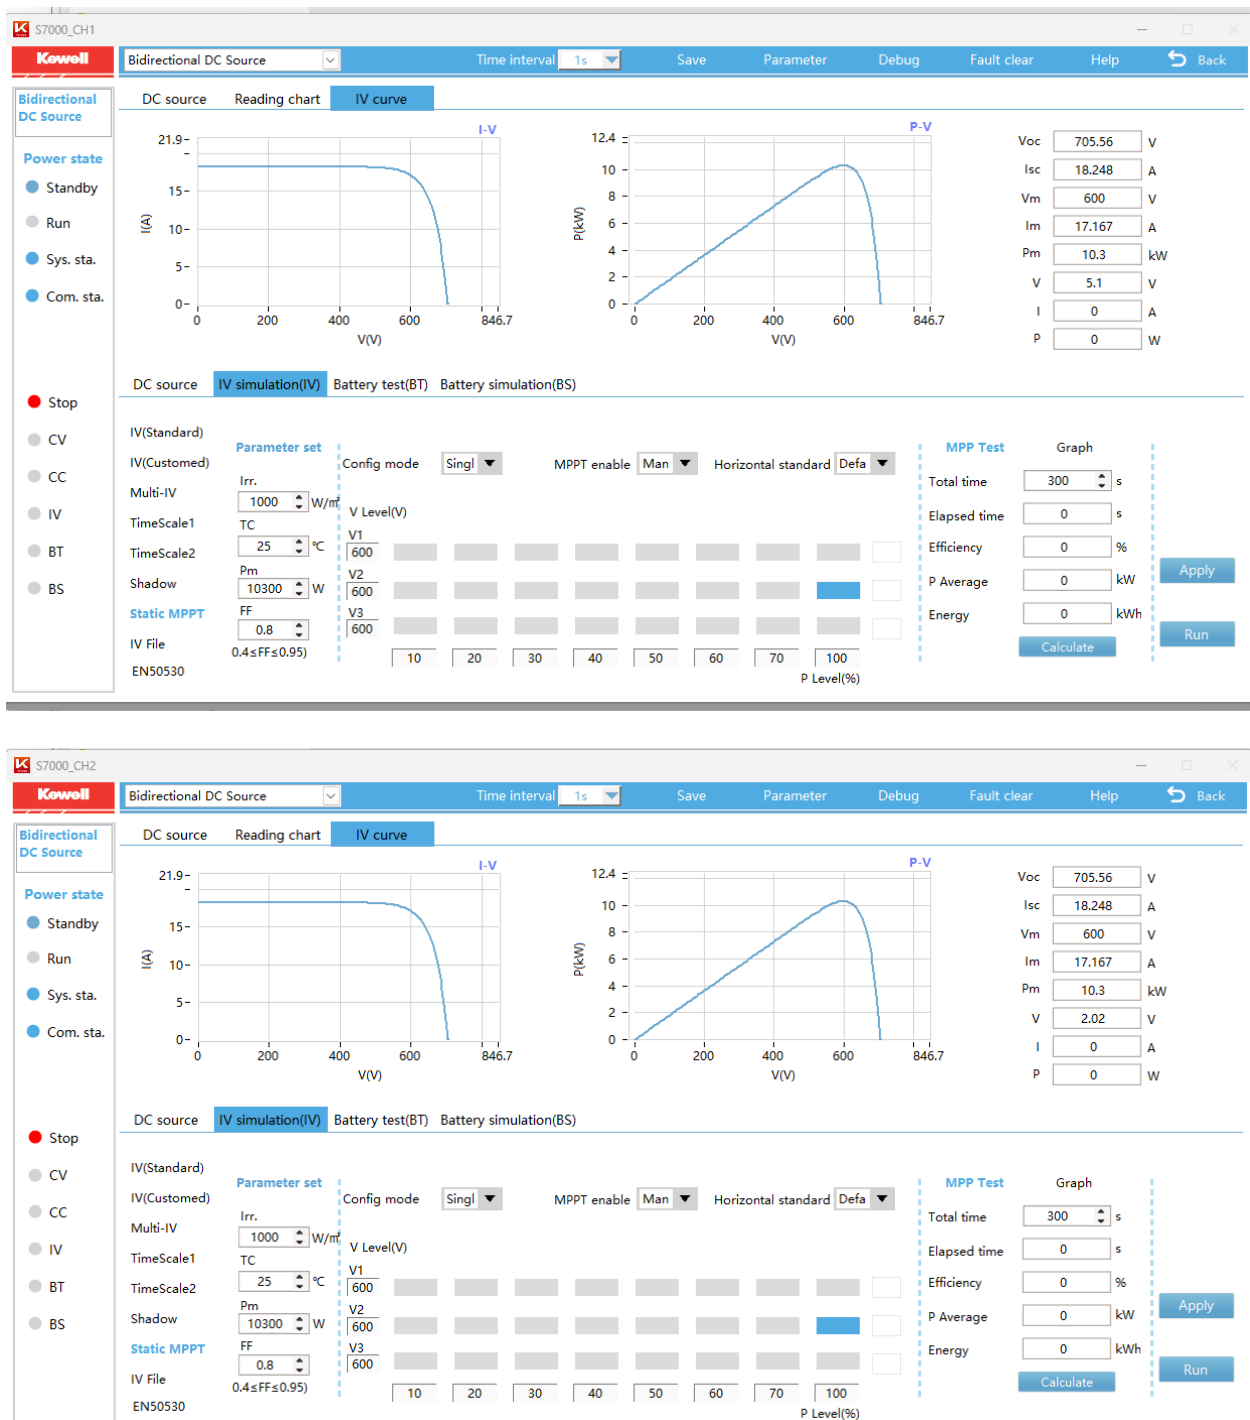 S7000_CH1
Kewell
Bidirectional DC Source
Time interval 1s Save Parameter Debug Fault clear Help Back
Bidirectional
DC Source
DC source Reading chart IV curve
Power state
Standby
Run
Sys. sta.
Com. sta.
Stop
CV
CC
IV
BT
BS
I-V
21.9
15
10
5
0
I(A)
0 200 400 600 846.7
V(V)
P-V
12.4
10
8
6
4
2
0
P(kW)
0 200 400 600 846.7
V(V)
Voc 705.56 V
Isc 18.248 A
Vm 600 V
Im 17.167 A
Pm 10.3 kW
V 5.1 V
I 0 A
P 0 W
DC source IV simulation(IV) Battery test(BT) Battery simulation(BS)
IV(Standard)
IV(Customed)
Multi-IV
TimeScale1
TimeScale2
Shadow
Static MPPT
IV File
EN50530
Parameter set
Irr.
1000 W/m²
TC
25 ℃
Pm
10300 W
FF
0.8
0.4≤FF≤0.95)
Config mode Singl MPPT enable Man Horizontal standard Defa
V Level(V)
V1
600
V2
600
V3
600
10 20 30 40 50 60 70 100
P Level(%)
MPP Test Graph
Total time 300 s
Elapsed time 0 s
Efficiency 0 %
P Average 0 kW
Energy 0 kWh
Calculate
Apply
Run
S7000_CH2
Kewell
Bidirectional DC Source
Time interval 1s Save Parameter Debug Fault clear Help Back
Bidirectional
DC Source
DC source Reading chart IV curve
Power state
Standby
Run
Sys. sta.
Com. sta.
Stop
CV
CC
IV
BT
BS
I-V
21.9
15
10
5
0
I(A)
0 200 400 600 846.7
V(V)
P-V
12.4
10
8
6
4
2
0
P(kW)
0 200 400 600 846.7
V(V)
Voc 705.56 V
Isc 18.248 A
Vm 600 V
Im 17.167 A
Pm 10.3 kW
V 2.02 V
I 0 A
P 0 W
DC source IV simulation(IV) Battery test(BT) Battery simulation(BS)
IV(Standard)
IV(Customed)
Multi-IV
TimeScale1
TimeScale2
Shadow
Static MPPT
IV File
EN50530
Parameter set
Irr.
1000 W/m²
TC
25 ℃
Pm
10300 W
FF
0.8
0.4≤FF≤0.95)
Config mode Singl MPPT enable Man Horizontal standard Defa
V Level(V)
V1
600
V2
600
V3
600
10 20 30 40 50 60 70 100
P Level(%)
MPP Test Graph
Total time 300 s
Elapsed time 0 s
Efficiency 0 %
P Average 0 kW
Energy 0 kWh
Calculate
Apply
Run